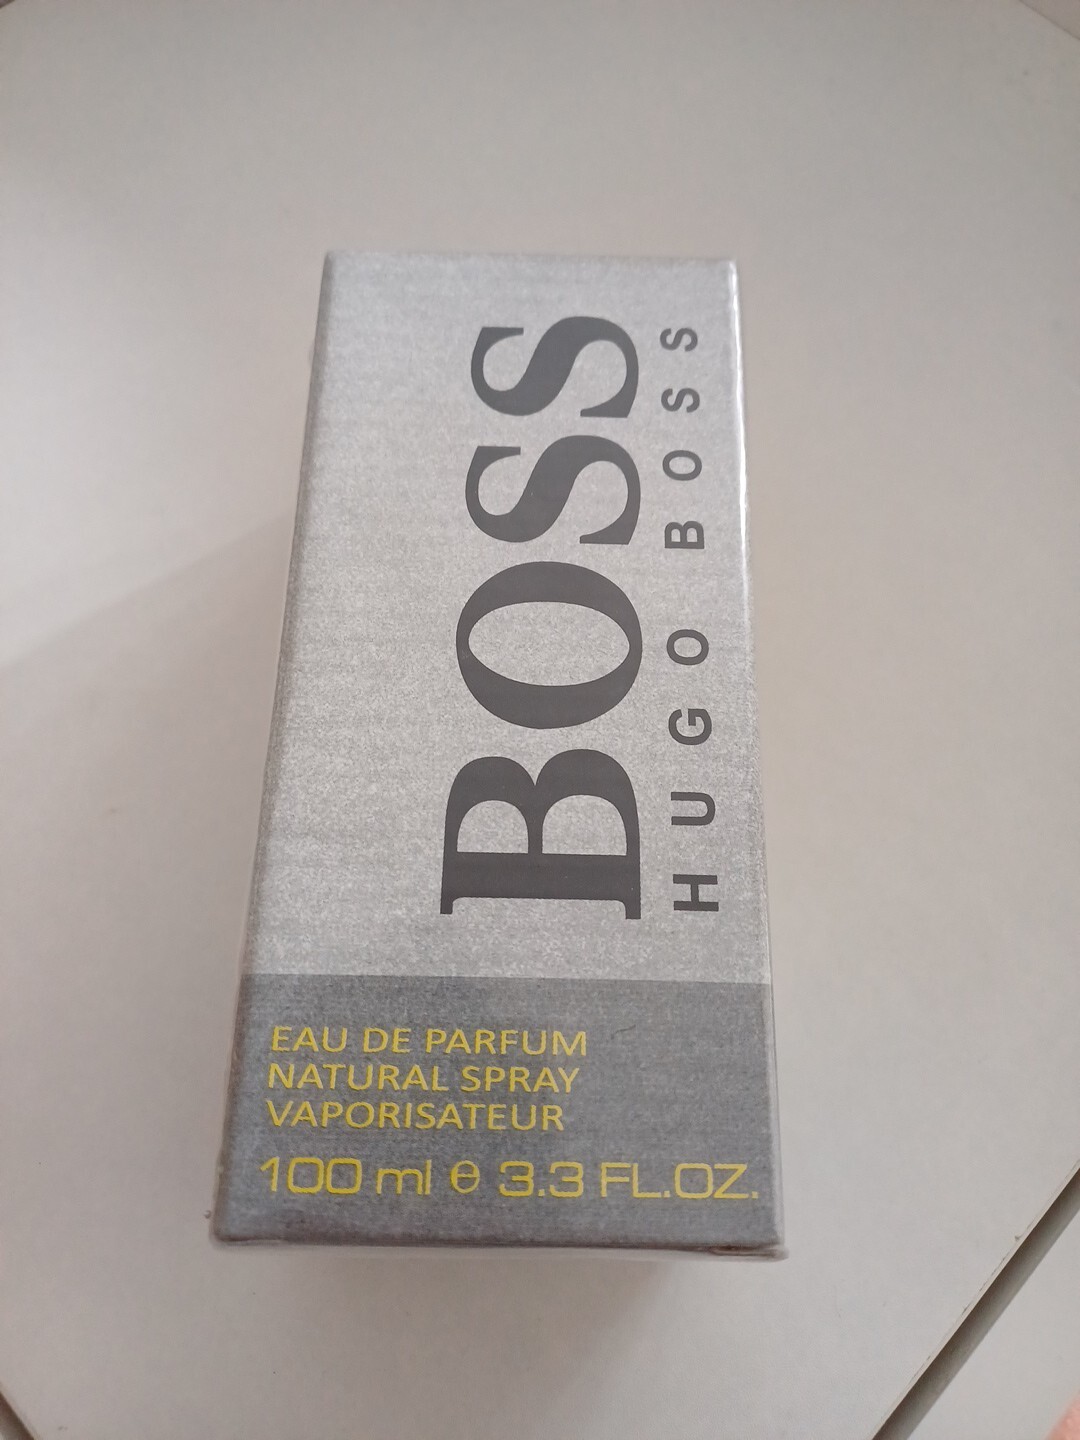 BOSS
HUGO BOSS
EAU DE PARFUM
NATURAL SPRAY
VAPORISATEUR
100 ml e 3.3 FL.OZ.